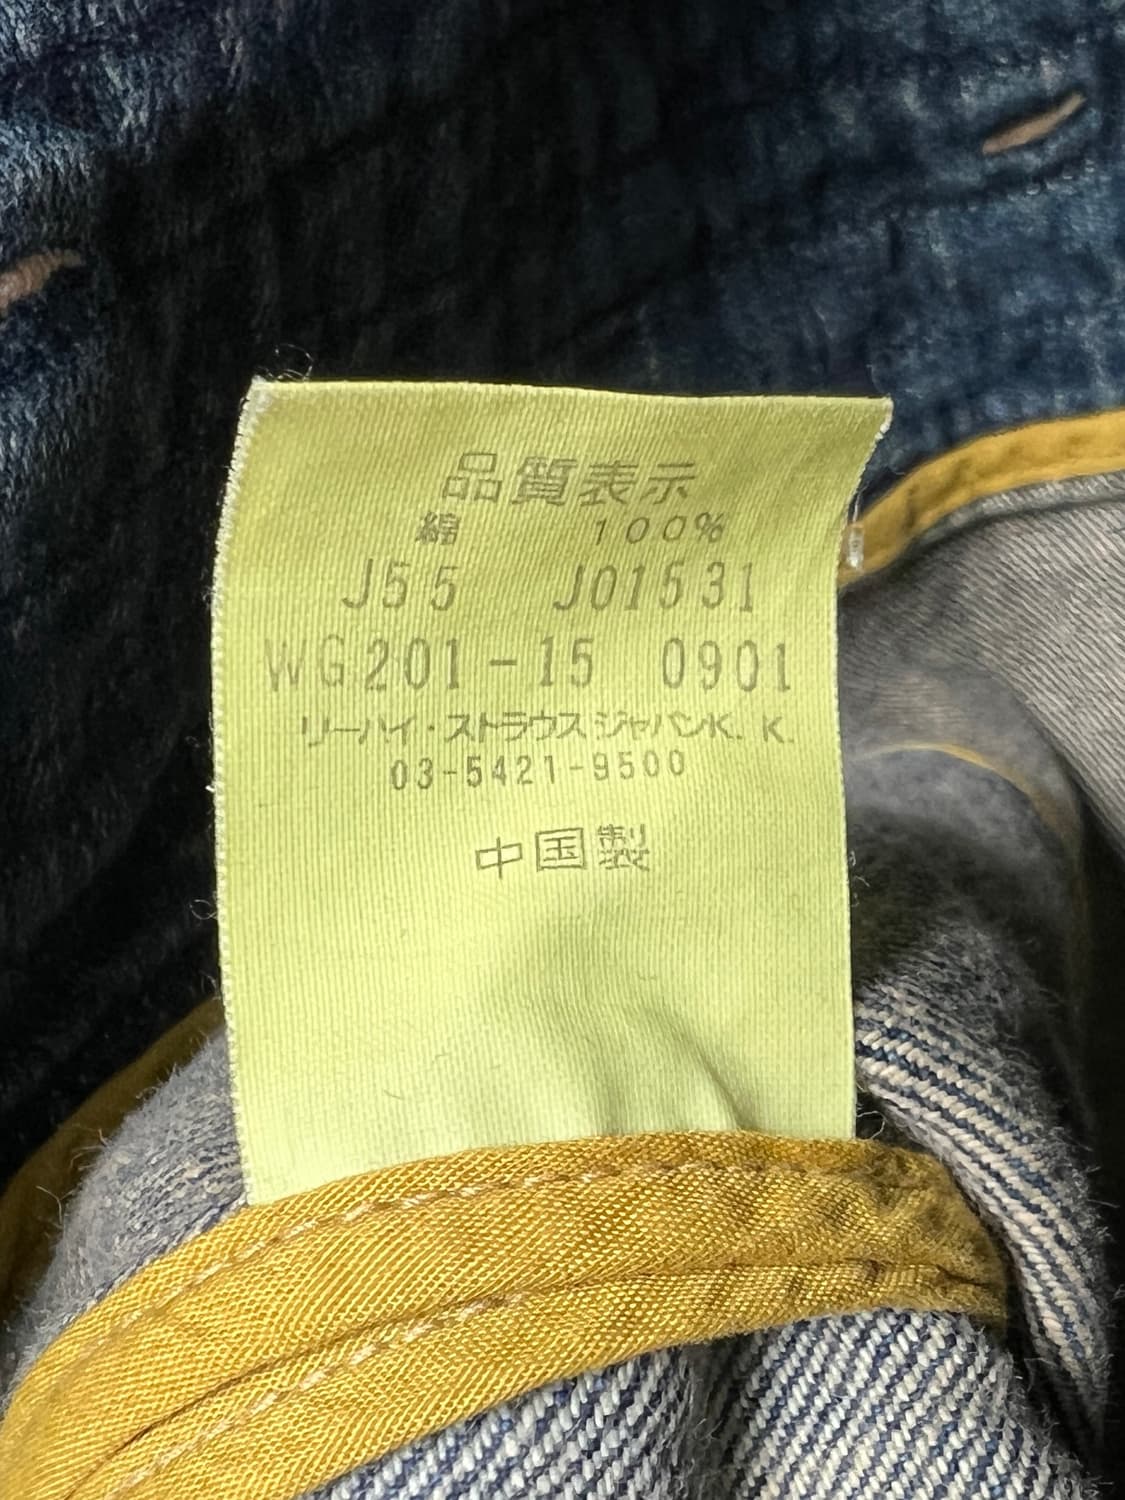 品質表示
綿 100%
J55 J01531
WG201-15 0901
リーハイ・ストラウスジャパンK.K.
03-5421-9500
中国製